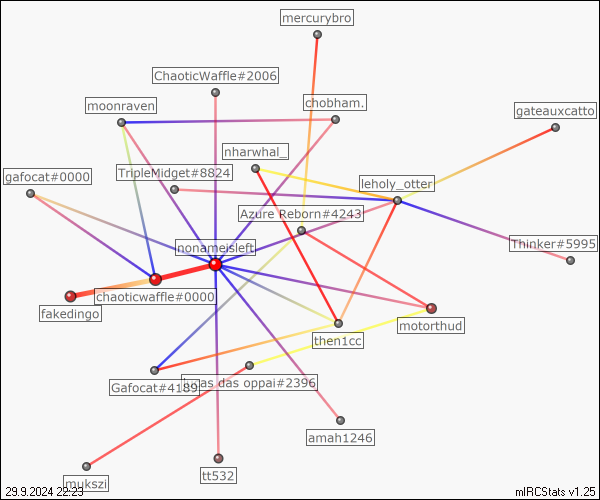 mercurybro
ChaoticWaffle#2006
moonraven
chobham.
gateauxcatto
nharwhal_
gafocat#0000
TripleMidget#8824
leholy_otter
Azure Reborn#4243
nonameisleft
Thinker#5995
chaoticwaffle#0000
fakedingo
motorthud
then1cc
Gafocat#4189
das oppai#2396
amah1246
tt532
mukszi
29.9.2024 22:23
mIRCStats v1.25